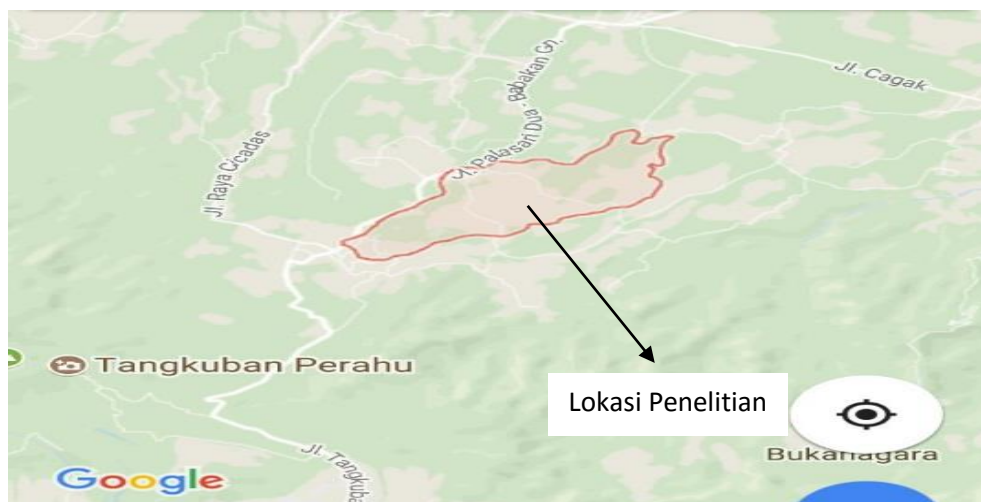 Jl. Cagak
Jl. Palasari Dua - Babakan Gn.
Jl. Raya Cicadas
Tangkuban Perahu
Lokasi Penelitian
Bukanagara
Jl. Tangkuba
Google